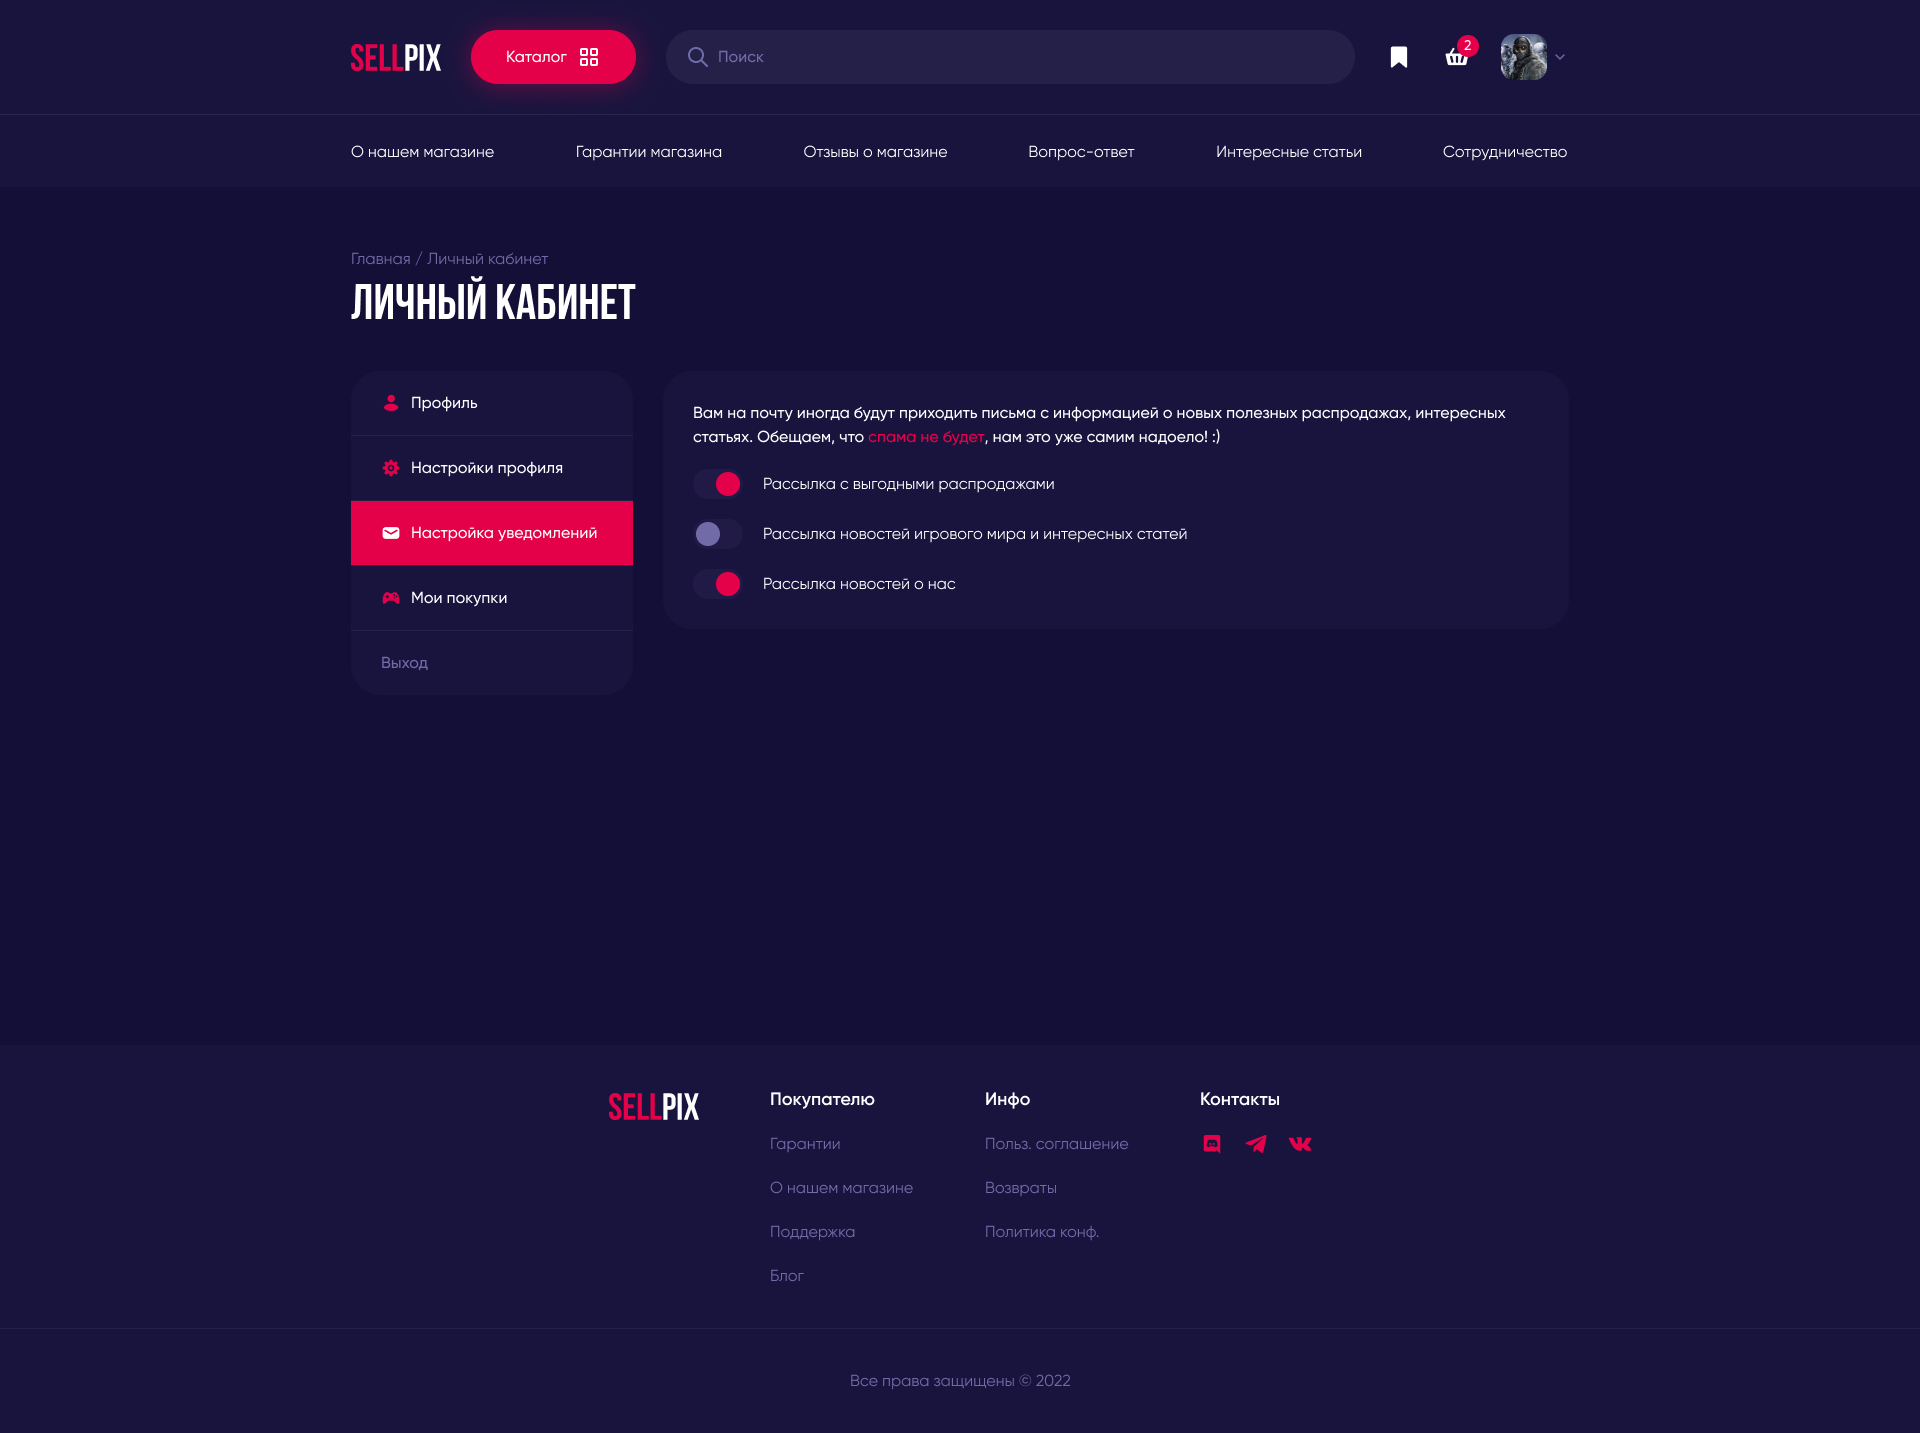 SELLPIX
Каталог
Поиск
2
О нашем магазине
Гарантии магазина
Отзывы о магазине
Вопрос-ответ
Интересные статьи
Сотрудничество
Главная / Личный кабинет
ЛИЧНЫЙ КАБИНЕТ
Профиль
Настройки профиля
Настройка уведомлений
Мои покупки
Выход
Вам на почту иногда будут приходить письма с информацией о новых полезных распродажах, интересных
статьях. Обещаем, что спама не будет, нам это уже самим надоело! :)
Рассылка с выгодными распродажами
Рассылка новостей игрового мира и интересных статей
Рассылка новостей о нас
SELLPIX
Покупателю
Гарантии
О нашем магазине
Поддержка
Блог
Инфо
Польз. соглашение
Возвраты
Политика конф.
Контакты
Все права защищены © 2022